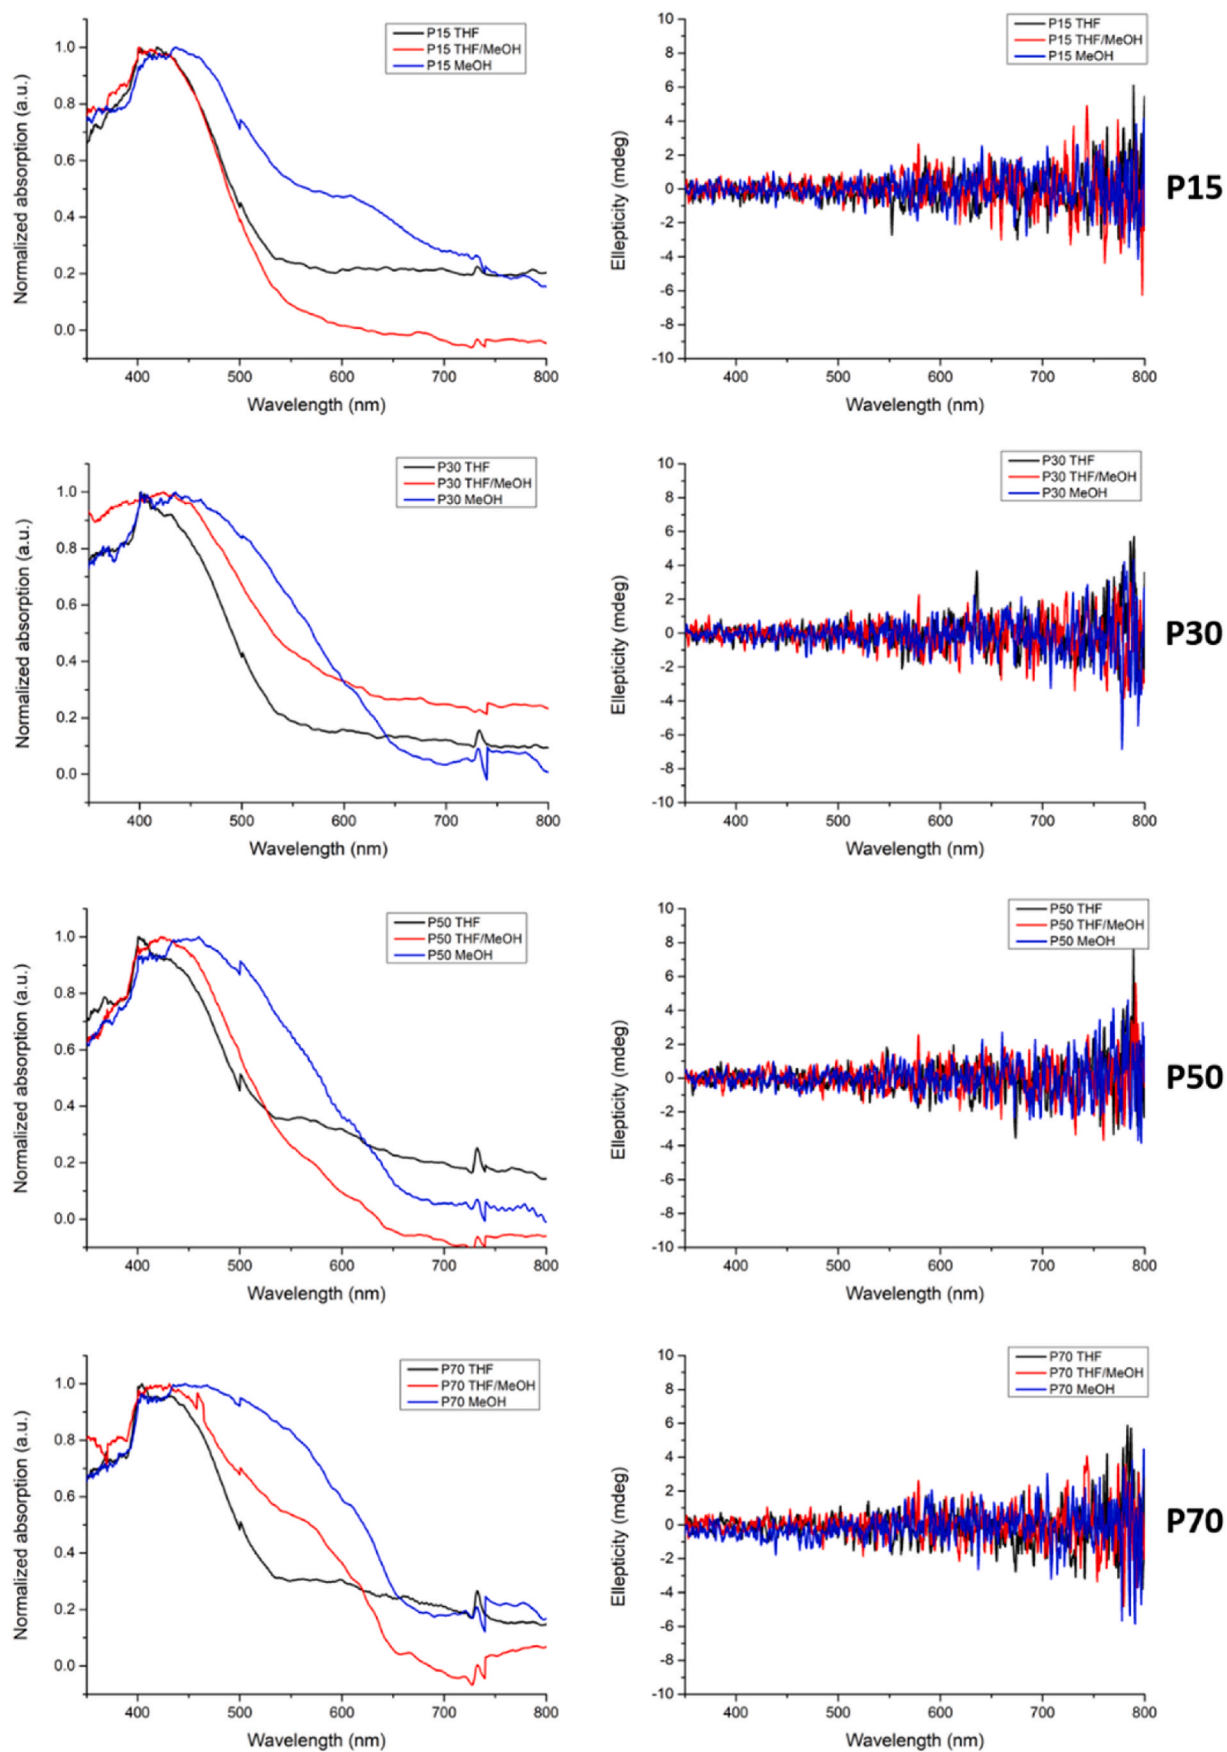 P15 THF
P15 THF/MeOH
P15 MeOH
Normalized absorption (a.u.)
1.0
0.8
0.6
0.4
0.2
0.0
400 500 600 700 800
Wavelength (nm)
P15 THF
P15 THF/MeOH
P15 MeOH
Ellepticity (mdeg)
10
8
6
4
2
0
-2
-4
-6
-8
-10
400 500 600 700 800
Wavelength (nm)
P15
P30 THF
P30 THF/MeOH
P30 MeOH
Normalized absorption (a.u.)
1.0
0.8
0.6
0.4
0.2
0.0
400 500 600 700 800
Wavelength (nm)
P30 THF
P30 THF/MeOH
P30 MeOH
Ellepticity (mdeg)
10
8
6
4
2
0
-2
-4
-6
-8
-10
400 500 600 700 800
Wavelength (nm)
P30
P50 THF
P50 THF/MeOH
P50 MeOH
Normalized absorption (a.u.)
1.0
0.8
0.6
0.4
0.2
0.0
400 500 600 700 800
Wavelength (nm)
P50 THF
P50 THF/MeOH
P50 MeOH
Ellepticity (mdeg)
10
8
6
4
2
0
-2
-4
-6
-8
-10
400 500 600 700 800
Wavelength (nm)
P50
P70 THF
P70 THF/MeOH
P70 MeOH
Normalized absorption (a.u.)
1.0
0.8
0.6
0.4
0.2
0.0
400 500 600 700 800
Wavelength (nm)
P70 THF
P70 THF/MeOH
P70 MeOH
Ellepticity (mdeg)
10
8
6
4
2
0
-2
-4
-6
-8
-10
400 500 600 700 800
Wavelength (nm)
P70